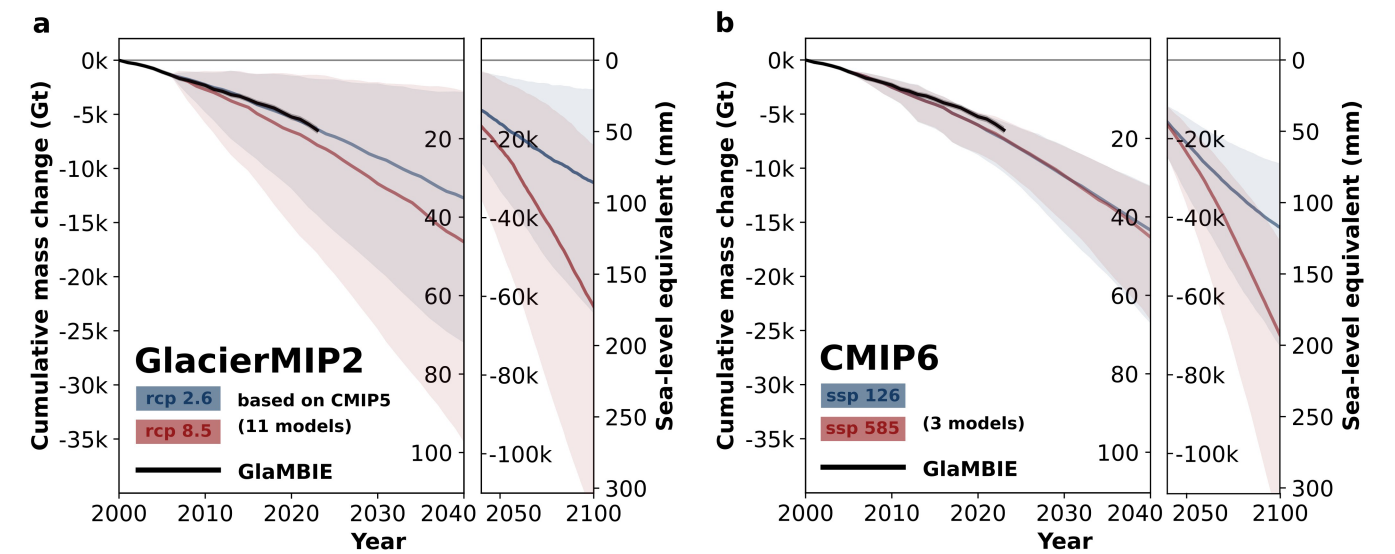 a
Cumulative mass change (Gt)
0k
-5k
-10k
-15k
-20k
-25k
-30k
-35k
20
40
60
80
100
-20k
-40k
-60k
-80k
-100k
0
50
100
150
200
250
300
Sea-level equivalent (mm)
GlacierMIP2
rcp 2.6
based on CMIP5
rcp 8.5
(11 models)
GlaMBIE
2000 2010 2020 2030 2040 2050 2100
Year
b
Cumulative mass change (Gt)
0k
-5k
-10k
-15k
-20k
-25k
-30k
-35k
20
40
60
80
100
-20k
-40k
-60k
-80k
-100k
0
50
100
150
200
250
300
Sea-level equivalent (mm)
CMIP6
ssp 126
ssp 585 (3 models)
GlaMBIE
2000 2010 2020 2030 2040 2050 2100
Year